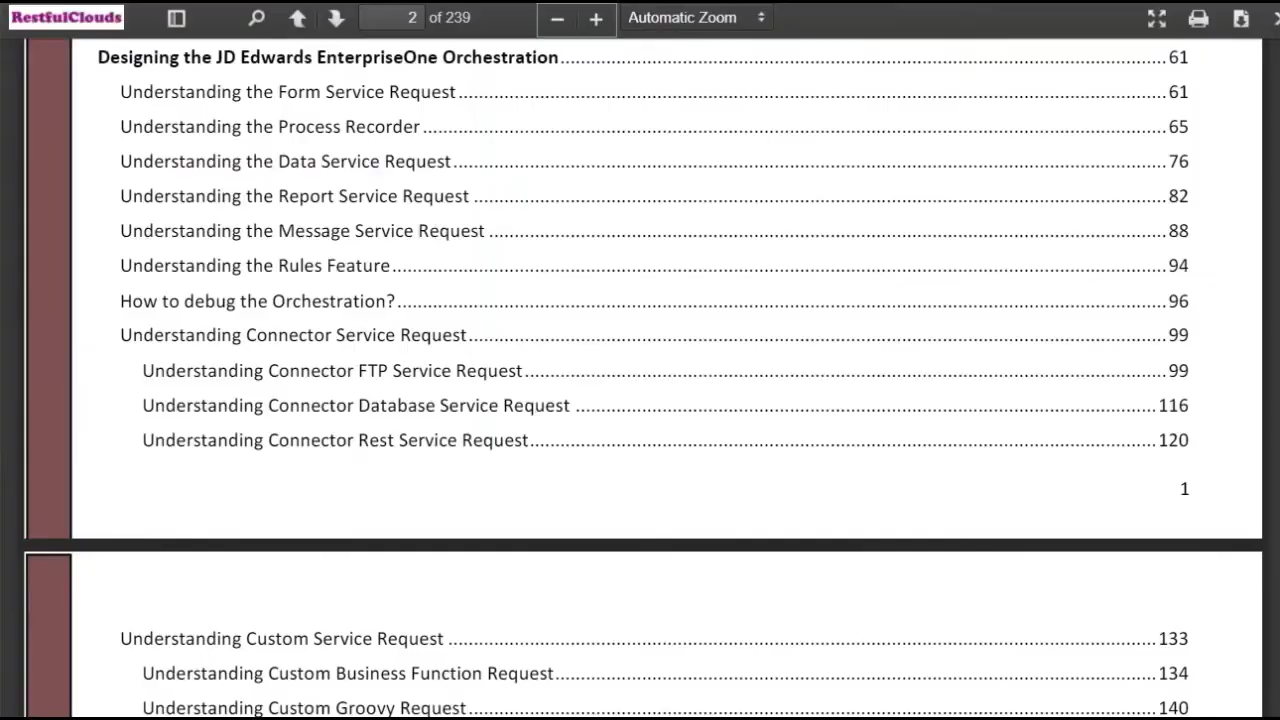 RestfulClouds
2 of 239
Automatic Zoom
Designing the JD Edwards EnterpriseOne Orchestration 61
Understanding the Form Service Request 61
Understanding the Process Recorder 65
Understanding the Data Service Request 76
Understanding the Report Service Request 82
Understanding the Message Service Request 88
Understanding the Rules Feature 94
How to debug the Orchestration? 96
Understanding Connector Service Request 99
Understanding Connector FTP Service Request 99
Understanding Connector Database Service Request 116
Understanding Connector Rest Service Request 120
1
Understanding Custom Service Request 133
Understanding Custom Business Function Request 134
Understanding Custom Groovy Request 140